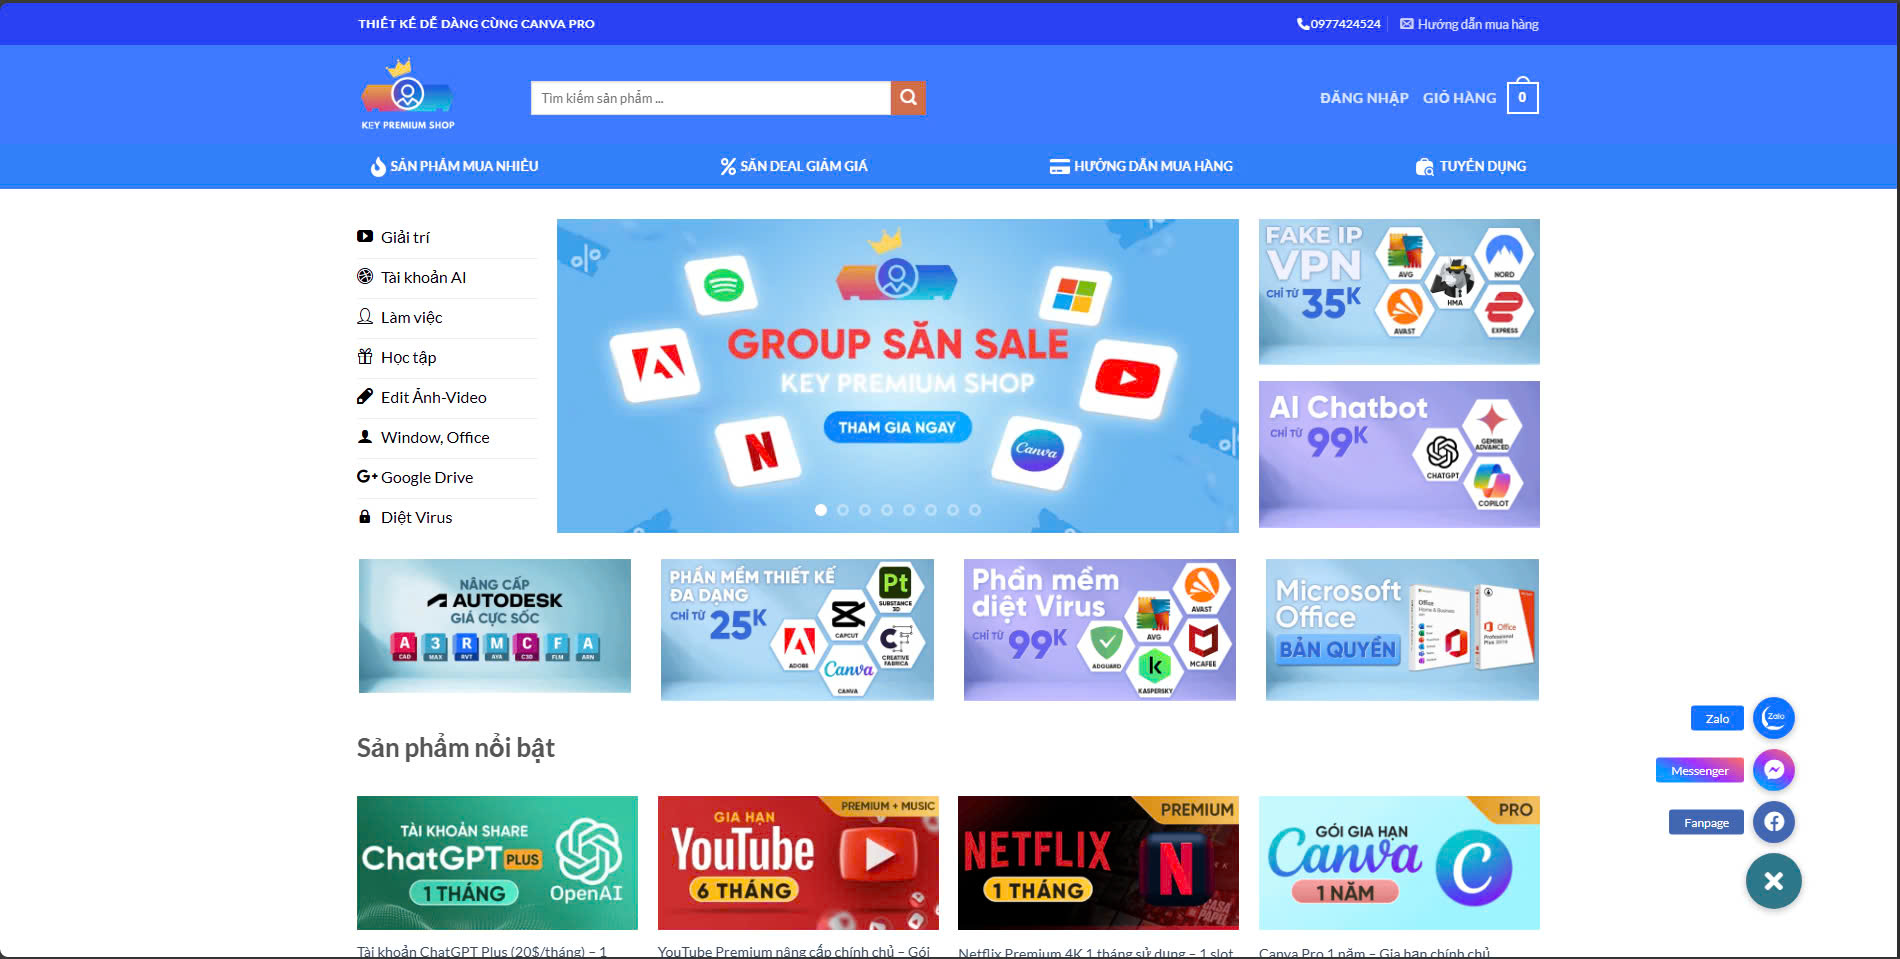 THIẾT KẾ DỄ DÀNG CÙNG CANVA PRO
0977424524
Hướng dẫn mua hàng
KEY PREMIUM SHOP
Tìm kiếm sản phẩm ...
ĐĂNG NHẬP
GIỎ HÀNG
0
SẢN PHẨM MUA NHIỀU
SĂN DEAL GIẢM GIÁ
HƯỚNG DẪN MUA HÀNG
TUYỂN DỤNG
Giải trí
Tài khoản AI
Làm việc
Học tập
Edit Ảnh-Video
Window, Office
Google Drive
Diệt Virus
GROUP SĂN SALE
KEY PREMIUM SHOP
THAM GIA NGAY
Canva
FAKE IP
VPN
CHỈ TỪ 35K
AVG
NORD
HMA
AVAST
EXPRESS
AI Chatbot
CHỈ TỪ 99K
GEMINI
ADVANCED
CHATGPT
COPILOT
NÂNG CẤP
AUTODESK
GIÁ CỰC SỐC
A 3 R M C F A
CAD MAX RVT AYA C3D FLM ARN
PHẦN MỀM THIẾT KẾ
ĐA DẠNG
CHỈ TỪ 25K
Pt
SUBSTANCE
3D
CAPCUT
ADOBE
CREATIVE
FABRICA
Canva
CANVA
Phần mềm
diệt Virus
CHỈ TỪ 99K
AVAST
AVG
ADGUARD
MCAFEE
KASPERSKY
Microsoft
Office
BẢN QUYỀN
Office
Home & Business
Office
Professional
Sản phẩm nổi bật
TÀI KHOẢN SHARE
ChatGPT PLUS
1 THÁNG
OpenAI
PREMIUM + MUSIC
GIA HẠN
YouTube
6 THÁNG
PREMIUM
NETFLIX
1 THÁNG
CASA
PAPEL
PRO
GÓI GIA HẠN
Canva
1 NĂM
C
Tài khoản ChatGPT Plus (20$/tháng) – 1
YouTube Premium nâng cấp chính chủ – Gói
Netflix Premium 4K 1 tháng sử dụng – 1 slot
Canva Pro 1 năm – Gia hạn chính chủ
Zalo
Zalo
Messenger
Fanpage